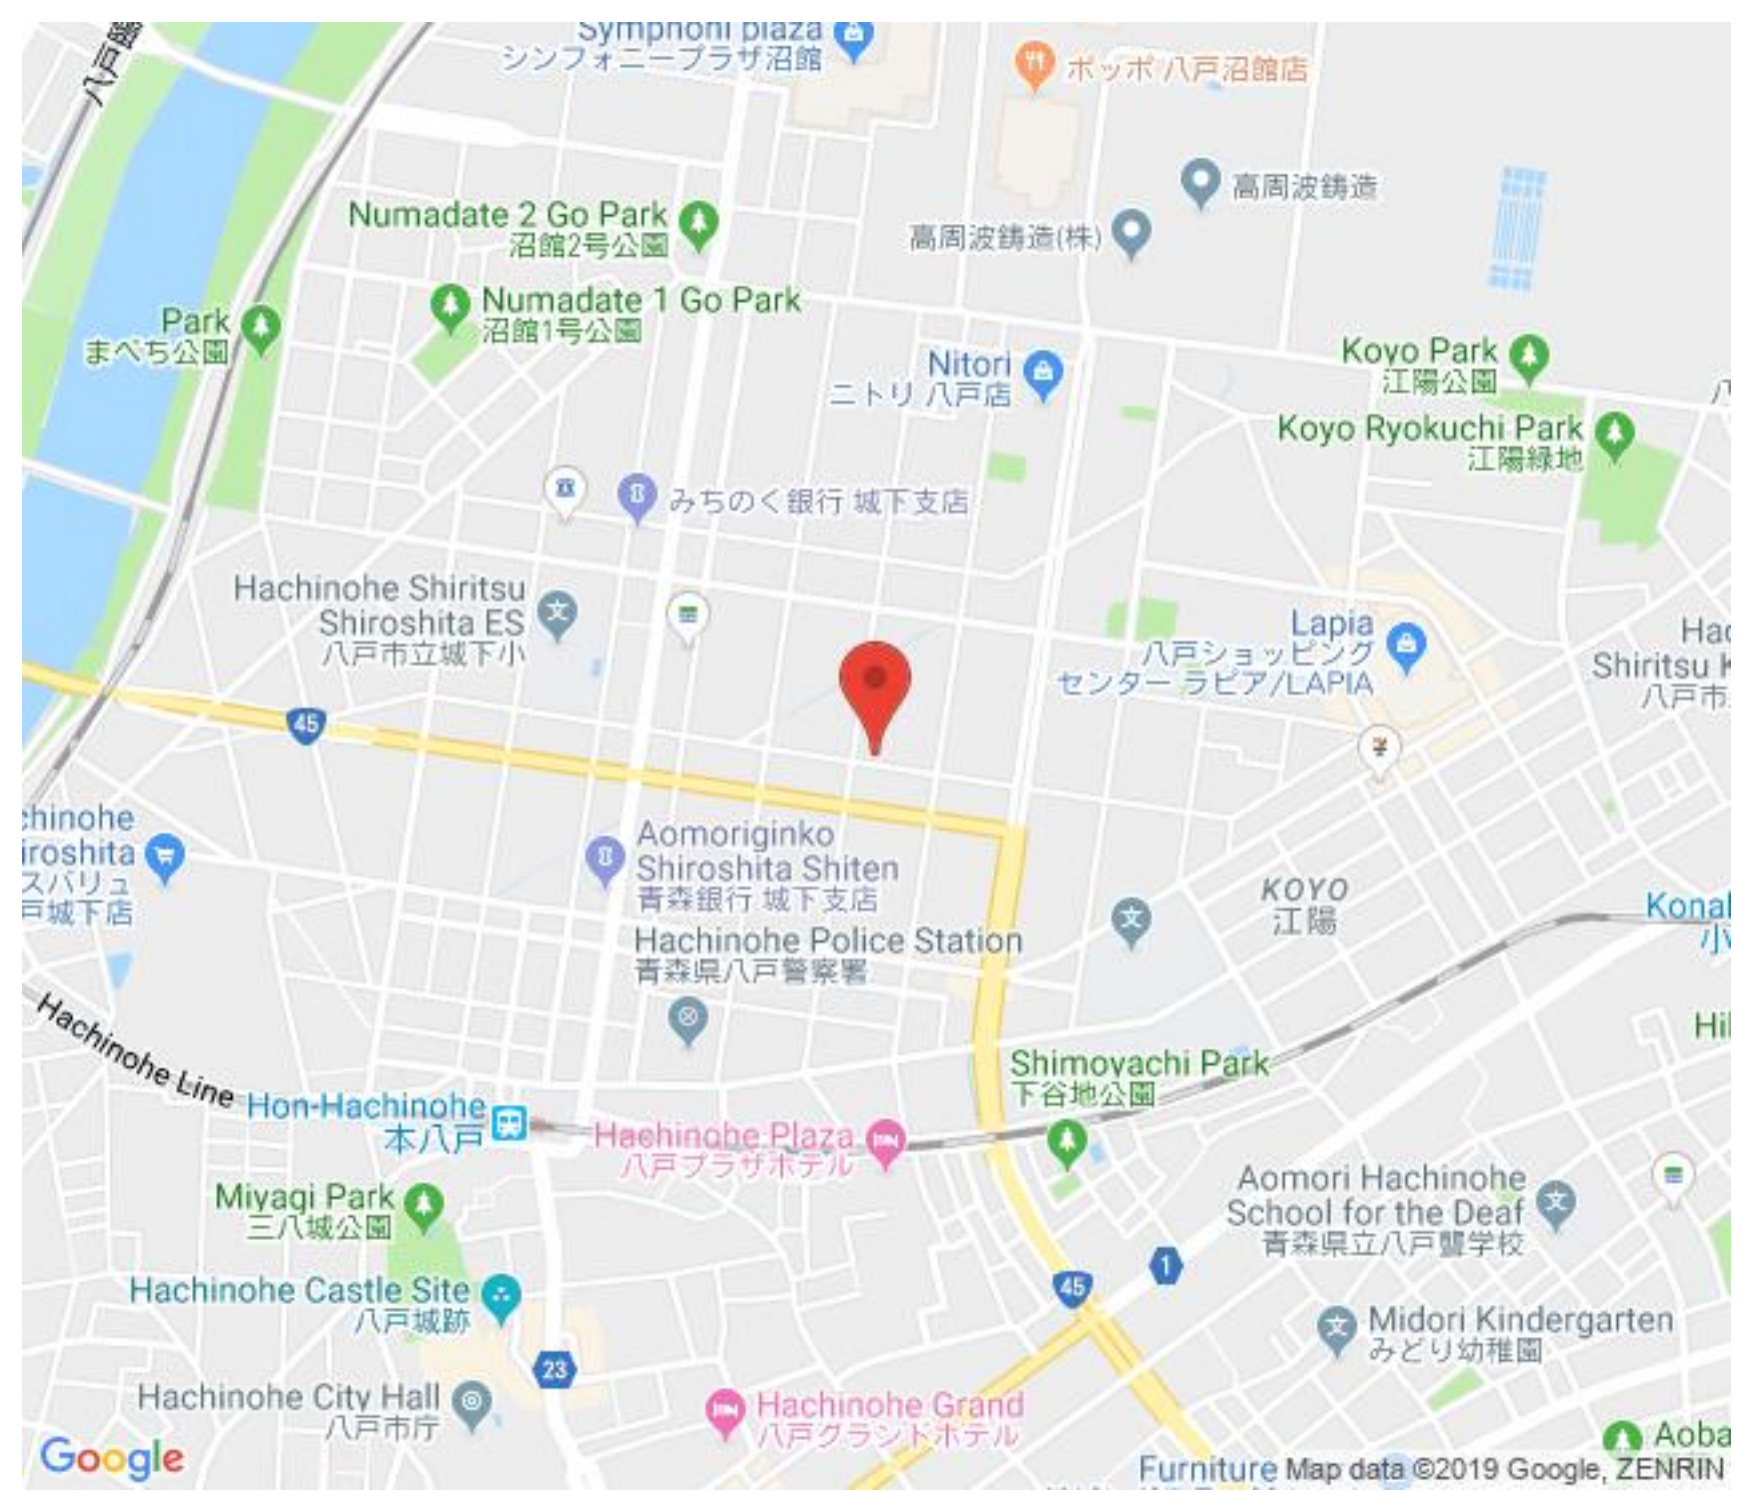 Symphoni plaza
シンフォニープラザ沼館
ポッポ 八戸沼館店
高周波鋳造
高周波鋳造(株)
Numadate 2 Go Park
沼館2号公園
Numadate 1 Go Park
沼館1号公園
Park
まべち公園
Nitori
ニトリ 八戸店
Koyo Park
江陽公園
Koyo Ryokuchi Park
江陽緑地
みちのく銀行 城下支店
Hachinohe Shiritsu
Shiroshita ES
八戸市立城下小
Lapia
八戸ショッピング
センター ラピア/LAPIA
Shiritsu
八戸市
45
Aomoriginko
Shiroshita Shiten
青森銀行 城下支店
KOYO
江陽
Hachinohe Police Station
青森県八戸警察署
Hachinohe Line
Hon-Hachinohe
本八戸
Shimoyachi Park
下谷地公園
Hachinohe Plaza
八戸プラザホテル
Aomori Hachinohe
School for the Deaf
青森県立八戸聾学校
Miyagi Park
三八城公園
Hachinohe Castle Site
八戸城跡
45
1
23
Midori Kindergarten
みどり幼稚園
Hachinohe City Hall
八戸市庁
Hachinohe Grand
八戸グランドホテル
Aoba
Google
Furniture
Map data ©2019 Google, ZENRIN